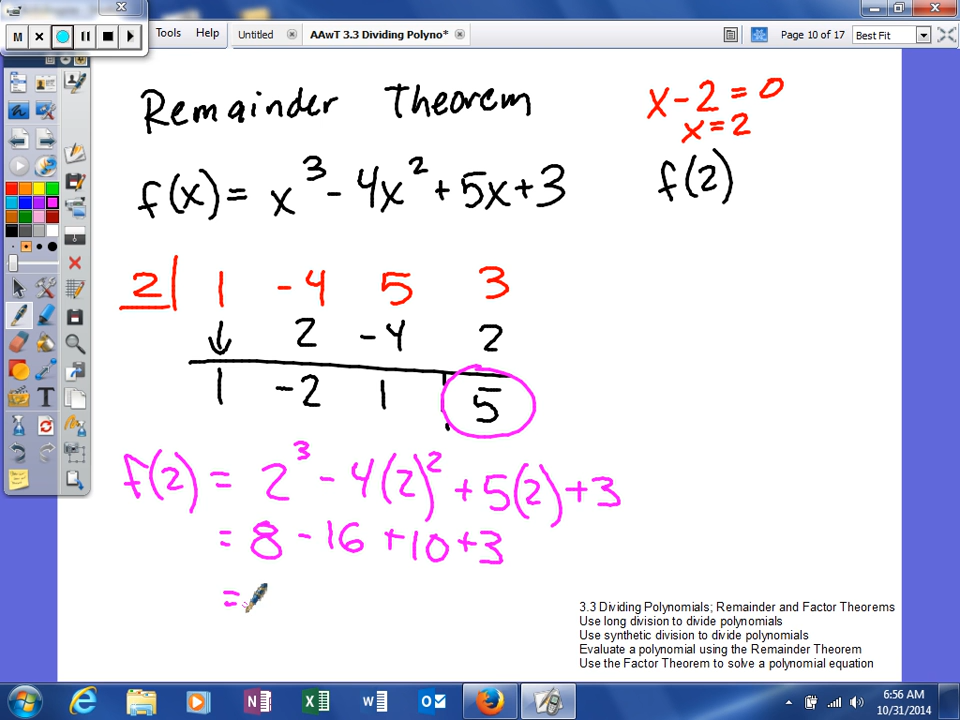 M
Tools Help Untitled AAwT 3.3 Dividing Polyno* Page 10 of 17 Best Fit
Remainder Theorem
x-2=0
x=2
f(x)= x³ - 4x² + 5x + 3
f(2)
2 1 -4 5 3
↓ 2 -4 2
1 -2 1 5
f(2) = 2³ - 4(2)² + 5(2) + 3
= 8 - 16 + 10 + 3
=
3.3 Dividing Polynomials; Remainder and Factor Theorems
Use long division to divide polynomials
Use synthetic division to divide polynomials
Evaluate a polynomial using the Remainder Theorem
Use the Factor Theorem to solve a polynomial equation
6:56 AM
10/31/2014